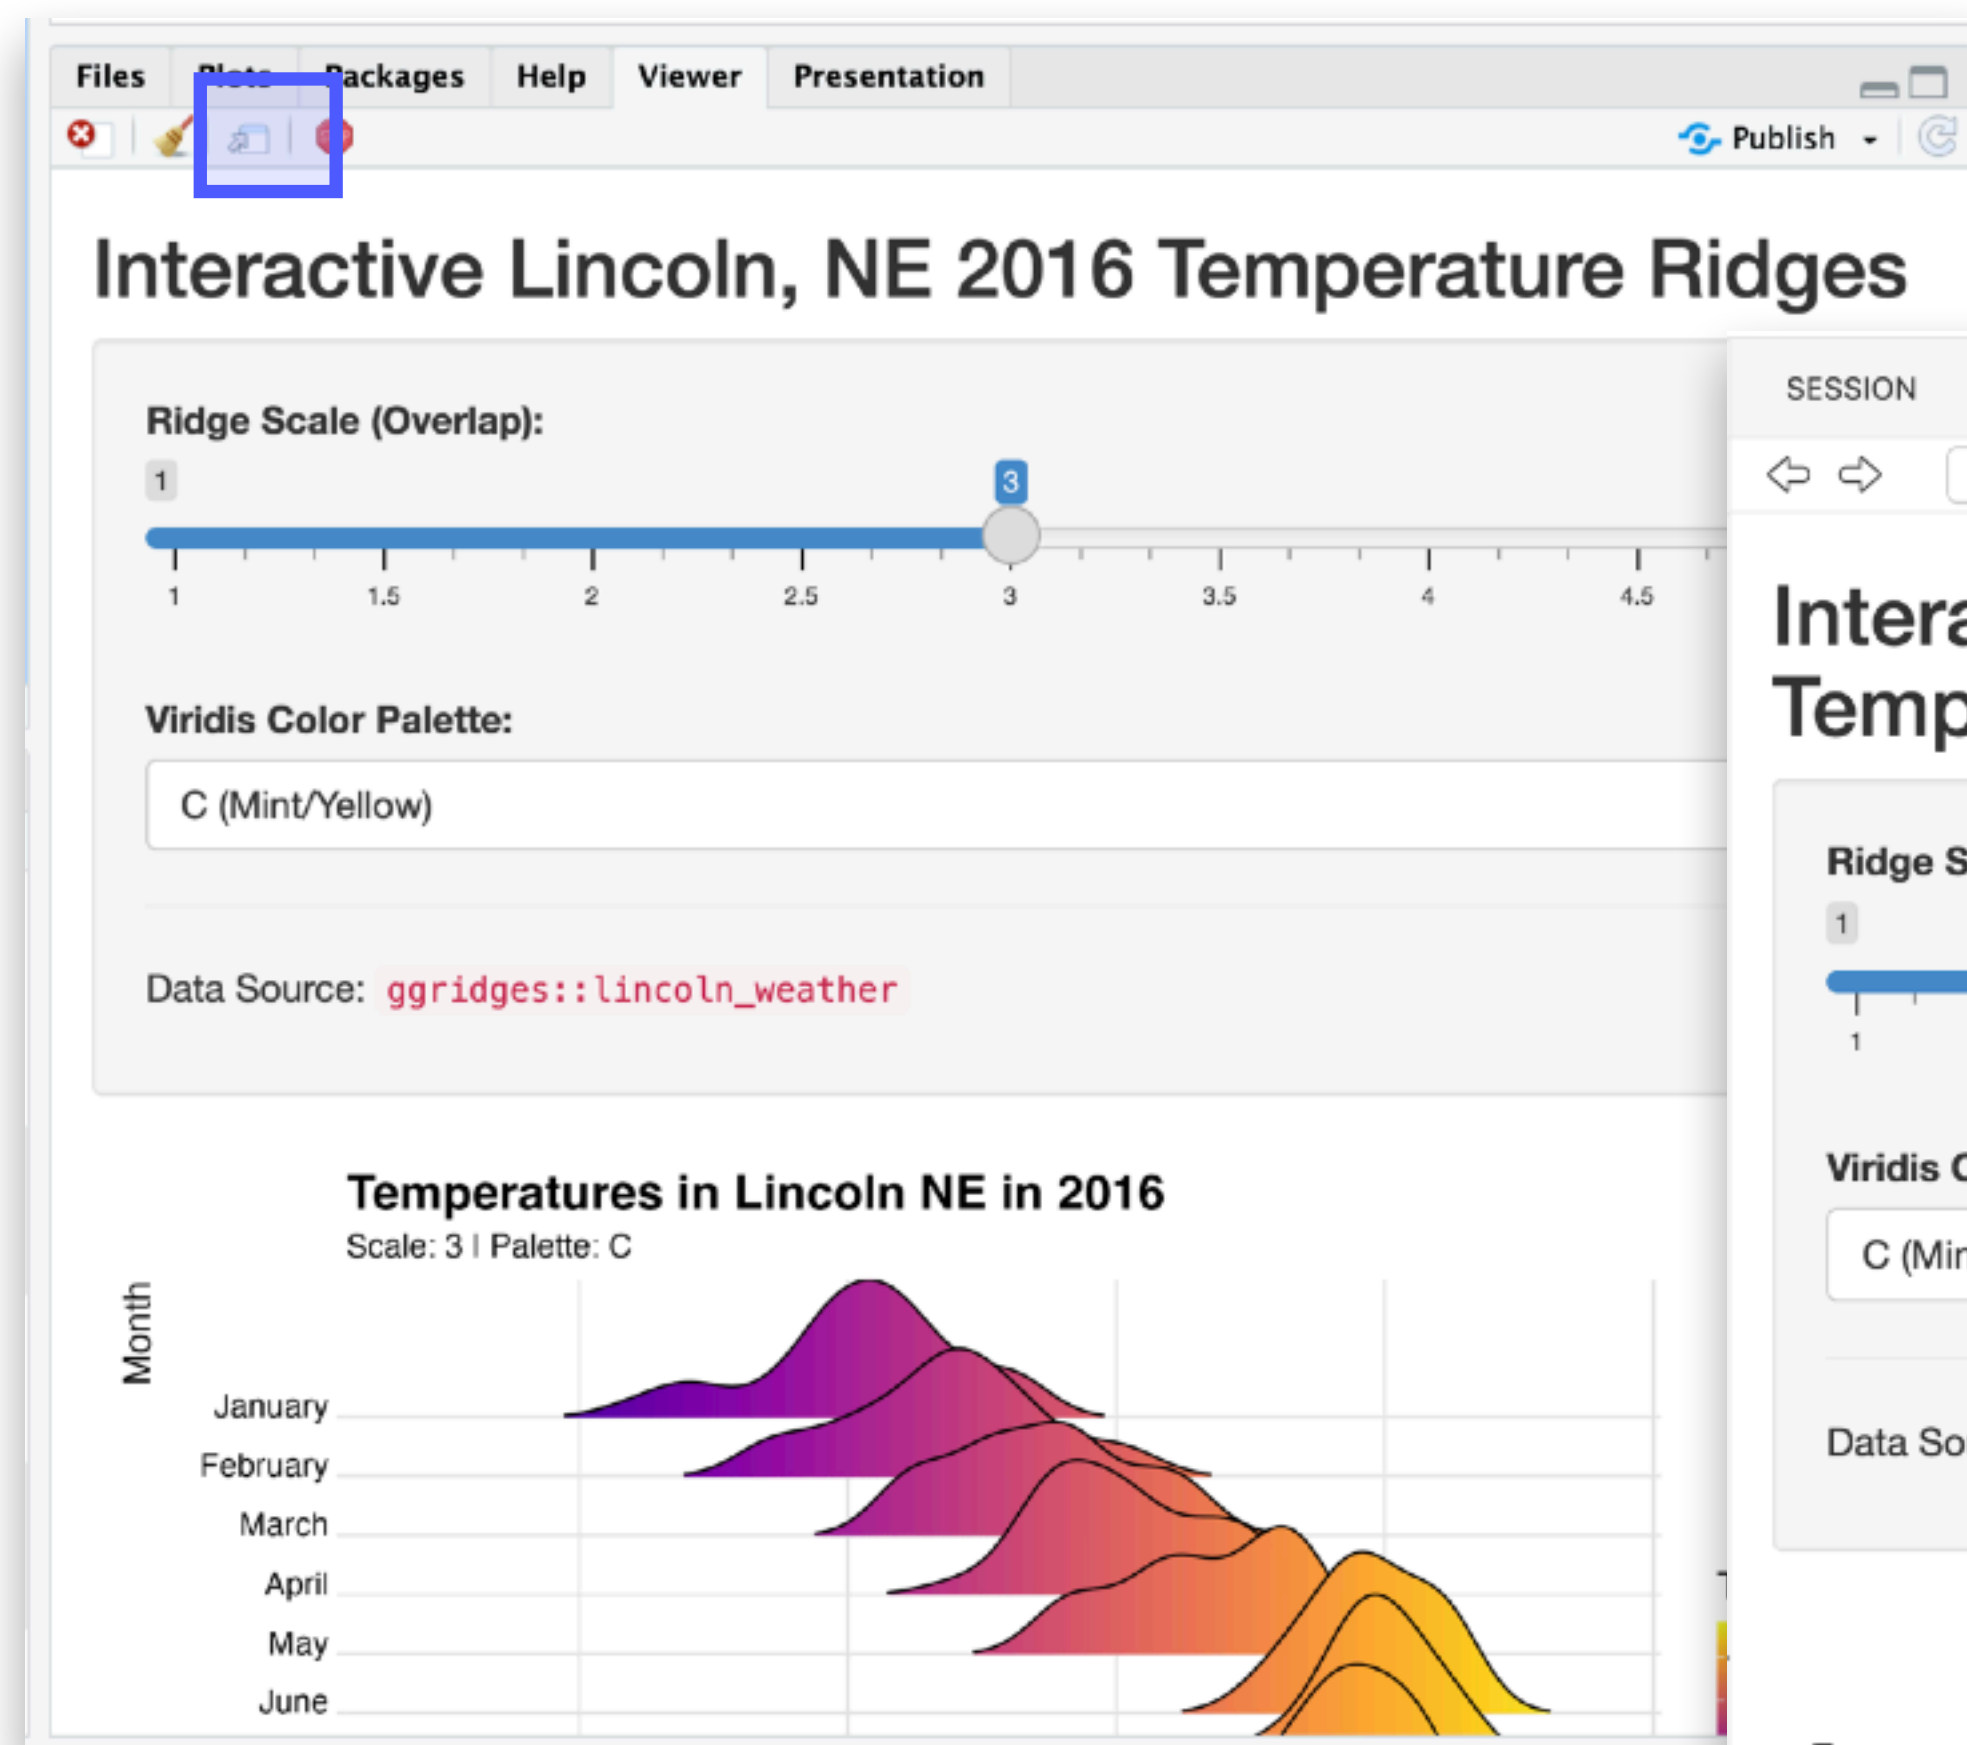 Files Plots Packages Help Viewer Presentation
Publish
Interactive Lincoln, NE 2016 Temperature Ridges
Ridge Scale (Overlap):
1 3
1 1.5 2 2.5 3 3.5 4 4.5
Viridis Color Palette:
C (Mint/Yellow)
Data Source: ggridges::lincoln_weather
Temperatures in Lincoln NE in 2016
Scale: 3 | Palette: C
Month
January
February
March
April
May
June
SESSION
Intera
Temp
Ridge S
1
1
Viridis C
C (Min
Data So